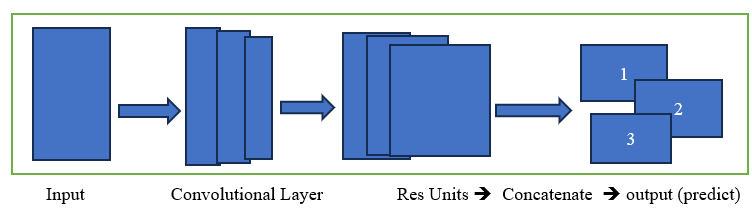 1
2
3
Input Convolutional Layer Res Units 🡪 Concatenate 🡪 output (predict)